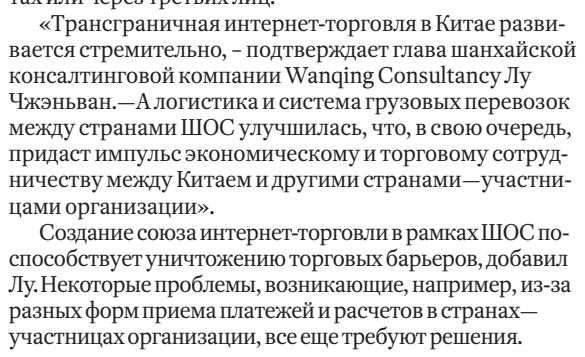 тах или через третьих лиц.
«Трансграничная интернет-торговля в Китае разви-
вается стремительно, – подтверждает глава шанхайской
консалтинговой компании Wanqing Consultancy Лу
Чжэньван.—А логистика и система грузовых перевозок
между странами ШОС улучшилась, что, в свою очередь,
придаст импульс экономическому и торговому сотруд-
ничеству между Китаем и другими странами—участни-
цами организации».
Создание союза интернет-торговли в рамках ШОС по-
способствует уничтожению торговых барьеров, добавил
Лу. Некоторые проблемы, возникающие, например, из-за
разных форм приема платежей и расчетов в странах—
участницах организации, все еще требуют решения.